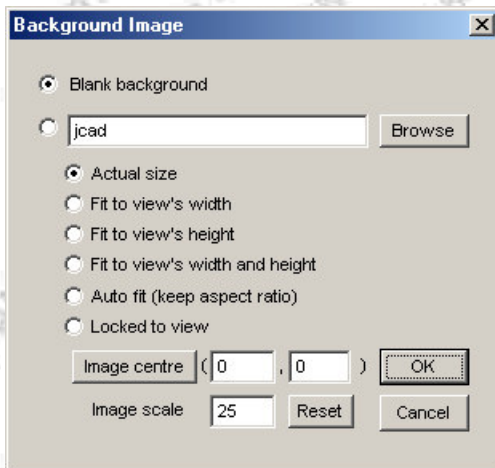 Background Image
Blank background
jcad Browse
Actual size
Fit to view's width
Fit to view's height
Fit to view's width and height
Auto fit (keep aspect ratio)
Locked to view
Image centre ( 0 , 0 ) OK
Image scale 25 Reset Cancel